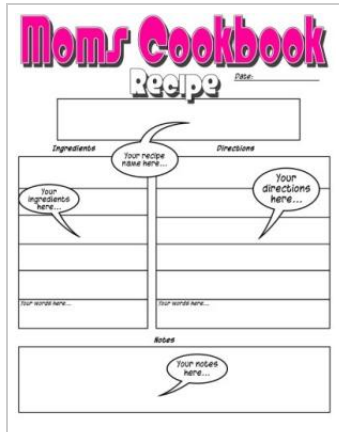 Moms Cookbook
Recipe
Date:
Ingredients
Directions
Your recipe
name here...
Your
ingredients
here...
Your
directions
here...
Your words here...
Your words here...
Notes
Your notes
here...